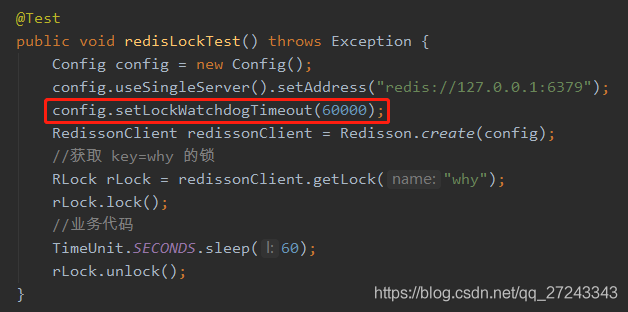 @Test
public void redisLockTest() throws Exception {
Config config = new Config();
config.useSingleServer().setAddress("redis://127.0.0.1:6379");
config.setLockWatchdogTimeout(60000);
RedissonClient redissonClient = Redisson.create(config);
//获取 key=why 的锁
RLock rLock = redissonClient.getLock( name: "why");
rLock.lock();
//业务代码
TimeUnit.SECONDS.sleep( l: 60);
rLock.unlock();
}
https://blog.csdn.net/qq_27243343